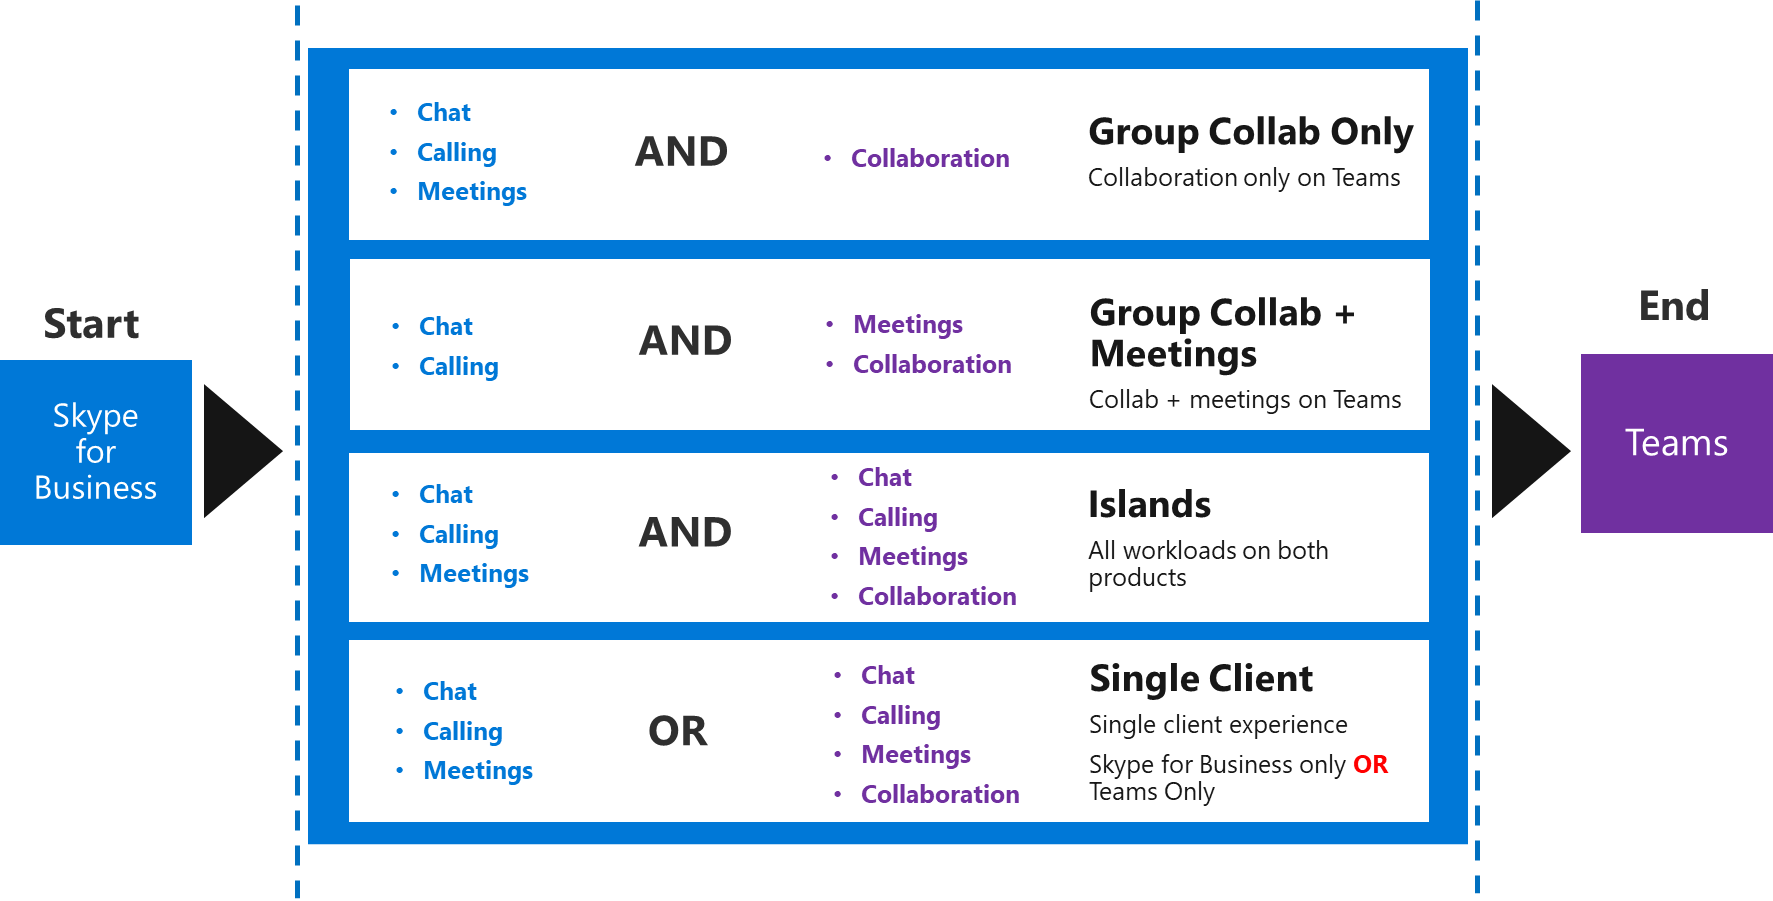 Start
Skype
for
Business
• Chat
• Calling
• Meetings
AND
• Collaboration
Group Collab Only
Collaboration only on Teams
• Chat
• Calling
AND
• Meetings
• Collaboration
Group Collab +
Meetings
Collab + meetings on Teams
• Chat
• Calling
• Meetings
AND
• Chat
• Calling
• Meetings
• Collaboration
Islands
All workloads on both
products
• Chat
• Calling
• Meetings
OR
• Chat
• Calling
• Meetings
• Collaboration
Single Client
Single client experience
Skype for Business only OR
Teams Only
End
Teams